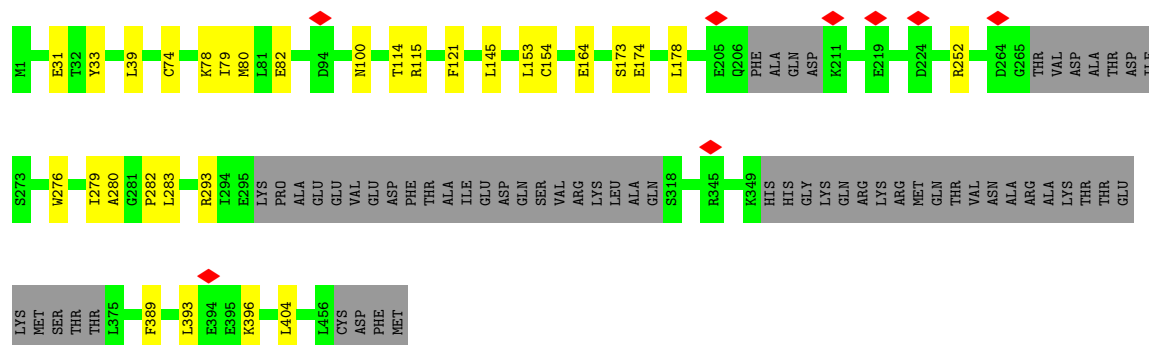 M1 E31 T32 Y33 L39 C74 K78 I79 M80 L81 E82 D94 N100 T114 R115 F121 L145 L153 C154 E164 S173 E174 L178 E205 Q206 PHE ALA GLN ASP K211 E219 D224 R252 D264 G265 THR VAL ASP ALA THR ASP ILE
S273 W276 I279 A280 G281 P282 L283 R293 I294 E295 LYS PRO ALA GLU GLU VAL GLU ASP PHE THR ALA ILE GLU ASP GLN SER VAL ARG LYS LEU ALA GLN S318 R345 K349 HIS HIS GLY LYS GLN ARG LYS ARG MET GLN THR VAL ASN ALA ARG ALA LYS THR THR GLU
LYS MET SER THR THR L375 F389 L393 E394 E395 K396 L404 L456 CYS ASP PHE MET